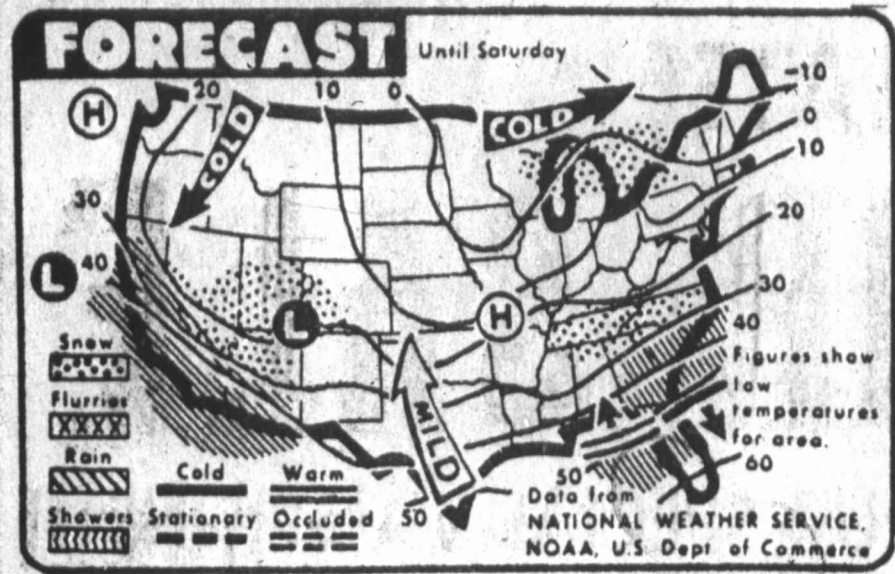 FORECAST
Until Saturday
H
20
10
0
-10
COLD
COLD
0
10
30
20
L
40
L
H
30
40
Snow
Figures show
low
temperatures
for area.
Flurries
XXXX
MILD
Rain
Cold
Warm
50
60
Showers
Stationary
Occluded
50
Data from
NATIONAL WEATHER SERVICE,
NOAA, U.S. Dept of Commerce